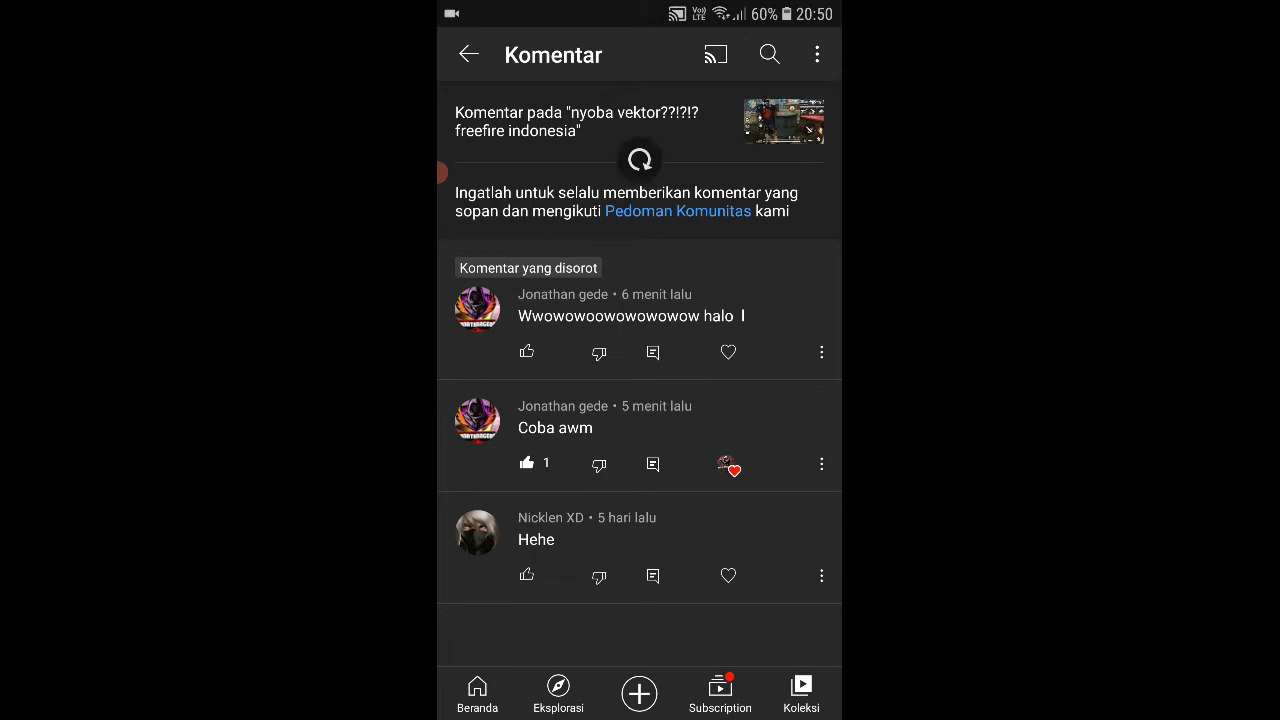 VoJ LTE 60% 20:50
Komentar
Komentar pada "nyoba vektor??!?!?
freefire indonesia"
Ingatlah untuk selalu memberikan komentar yang
sopan dan mengikuti Pedoman Komunitas kami
Komentar yang disorot
Jonathan gede • 6 menit lalu
Wwowowoowowowowow halo l
Jonathan gede • 5 menit lalu
Coba awm
1
Nicklen XD • 5 hari lalu
Hehe
Beranda Eksplorasi Subscription Koleksi